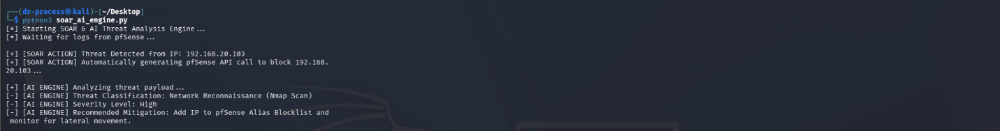 ┌──(dr-process㉿kali)-[~/Desktop]
└─$ python3 soar_ai_engine.py
[*] Starting SOAR & AI Threat Analysis Engine...
[*] Waiting for logs from pfSense...
[+] [SOAR ACTION] Threat Detected from IP: 192.168.20.103
[+] [SOAR ACTION] Automatically generating pfSense API call to block 192.168.
20.103...
[+] [AI ENGINE] Analyzing threat payload...
[-] [AI ENGINE] Threat Classification: Network Reconnaissance (Nmap Scan)
[-] [AI ENGINE] Severity Level: High
[-] [AI ENGINE] Recommended Mitigation: Add IP to pfSense Alias Blocklist and
monitor for lateral movement.